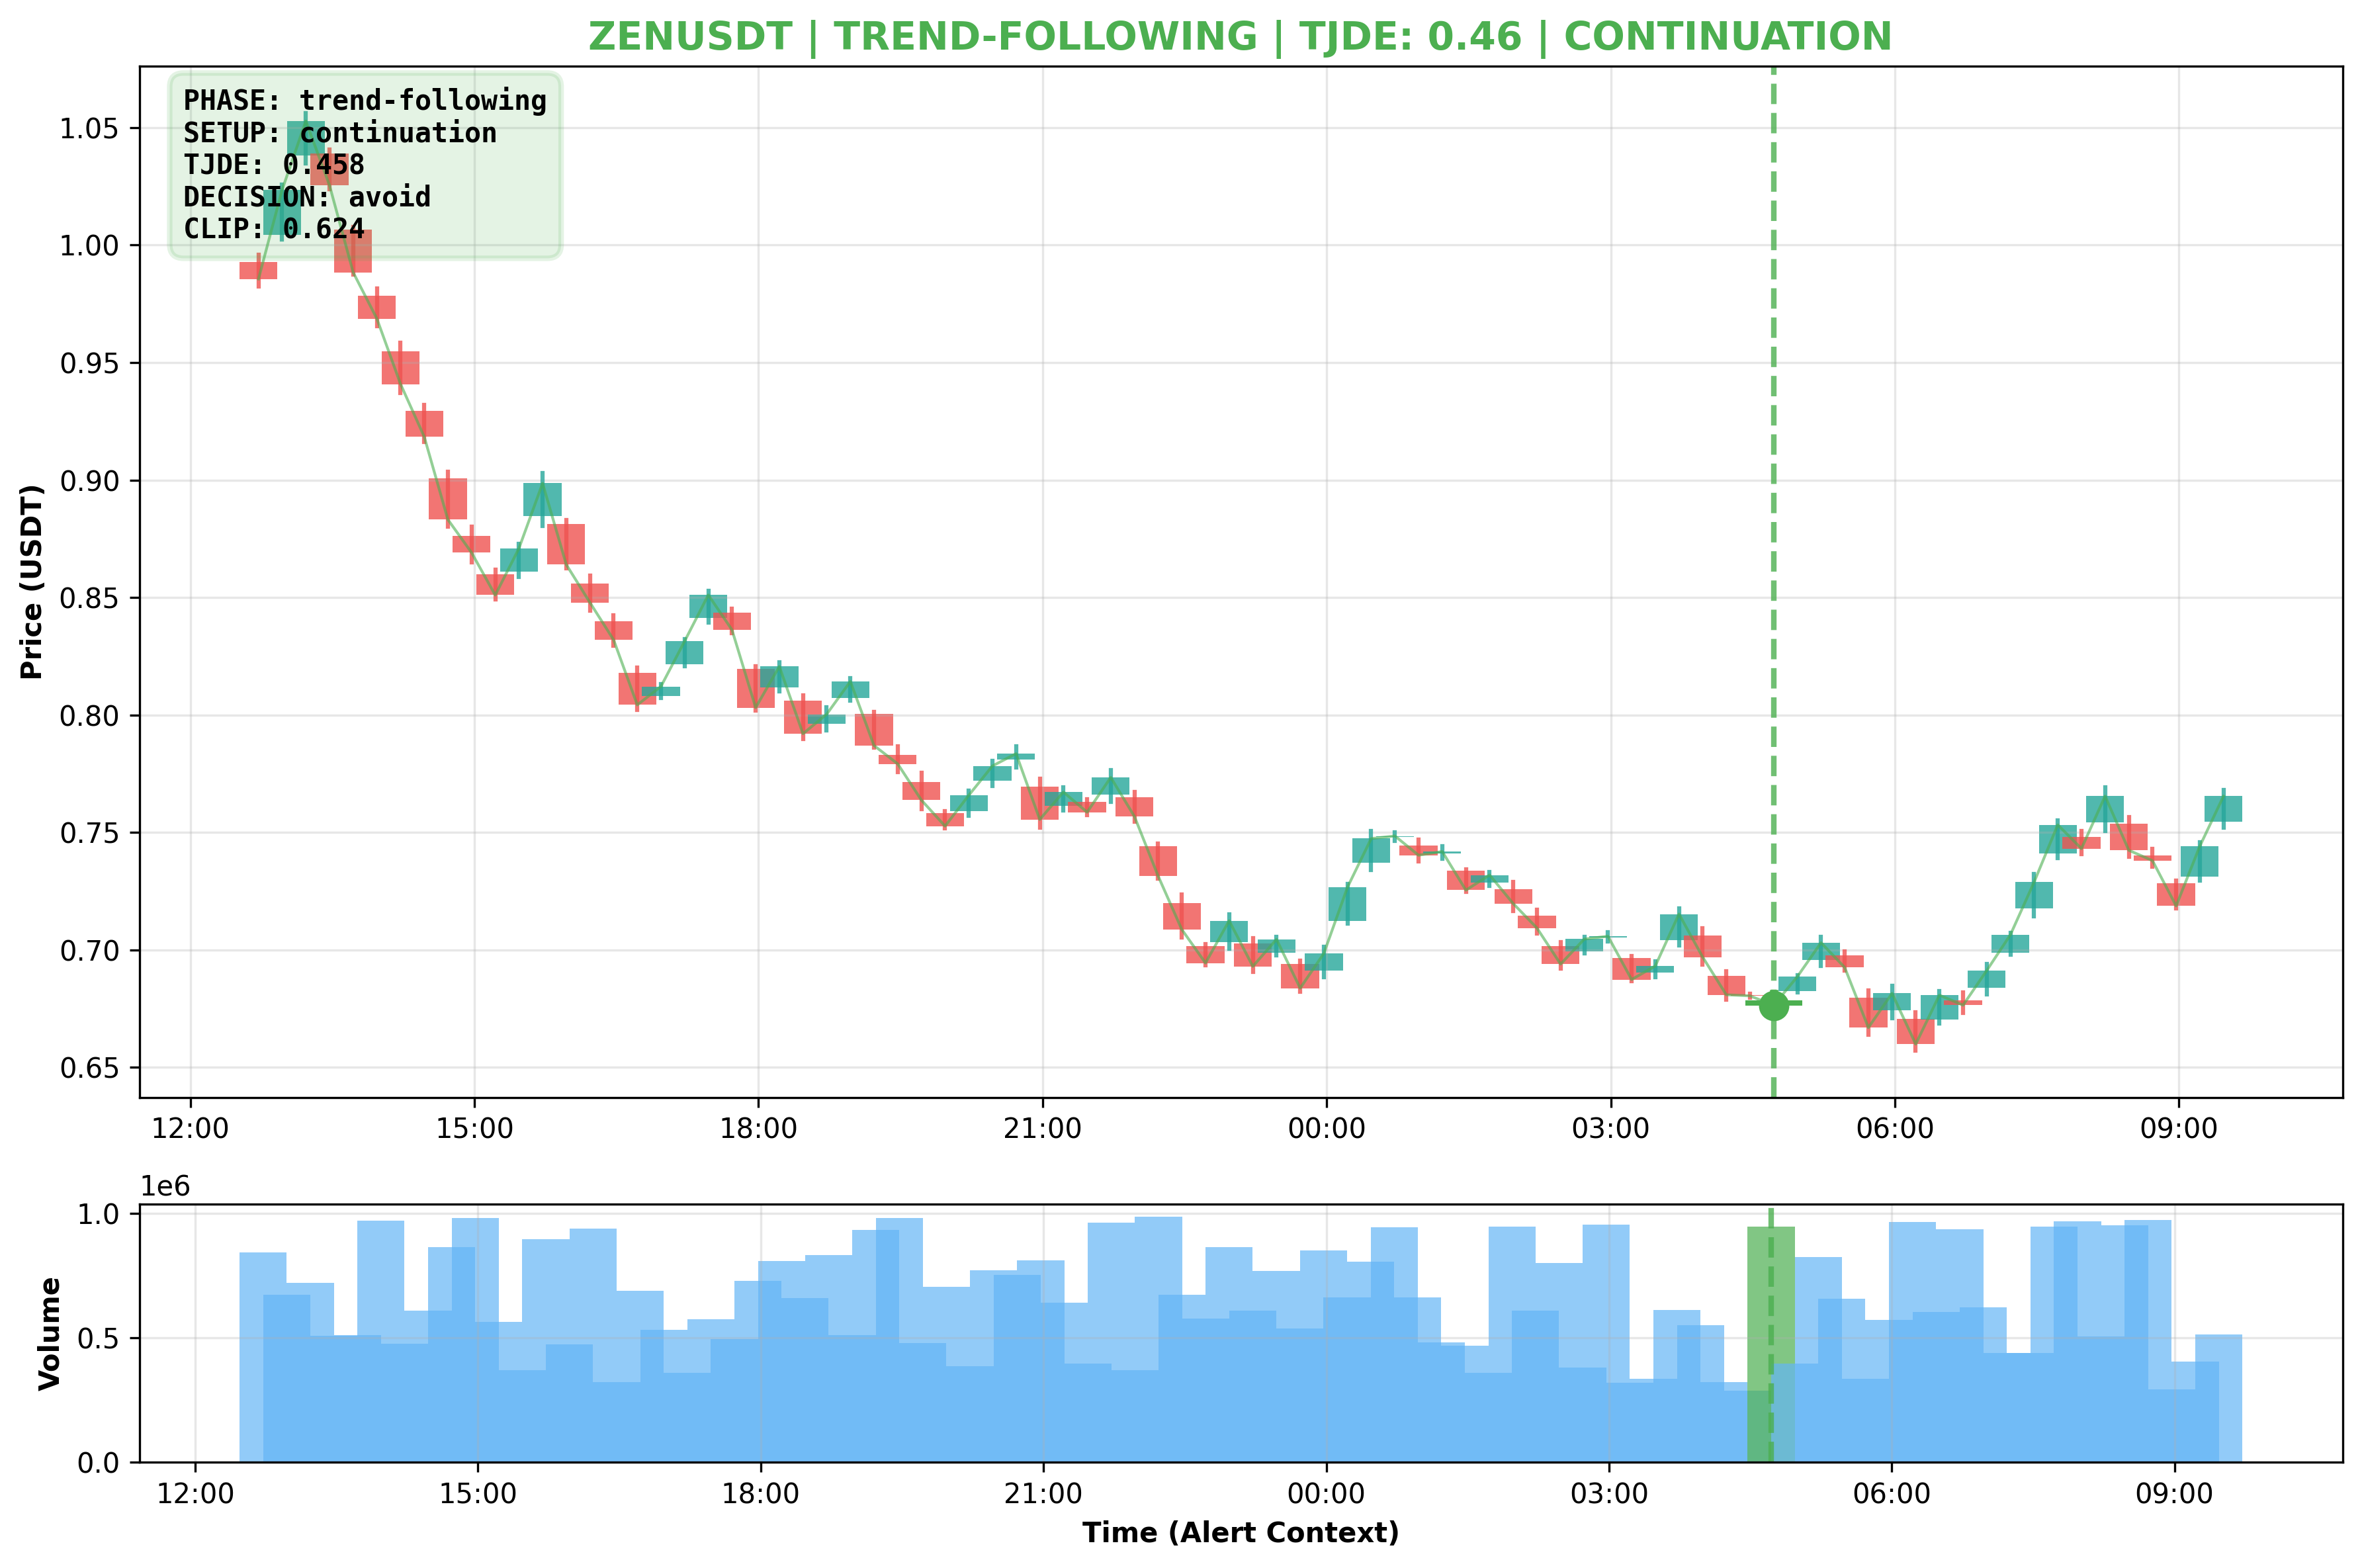 ZENUSDT | TREND-FOLLOWING | TJDE: 0.46 | CONTINUATION
PHASE: trend-following
SETUP: continuation
TJDE: 0.458
DECISION: avoid
CLIP: 0.624
Price (USDT)
1.05
1.00
0.95
0.90
0.85
0.80
0.75
0.70
0.65
12:00 15:00 18:00 21:00 00:00 03:00 06:00 09:00
1e6
Volume
1.0
0.5
0.0
12:00 15:00 18:00 21:00 00:00 03:00 06:00 09:00
Time (Alert Context)